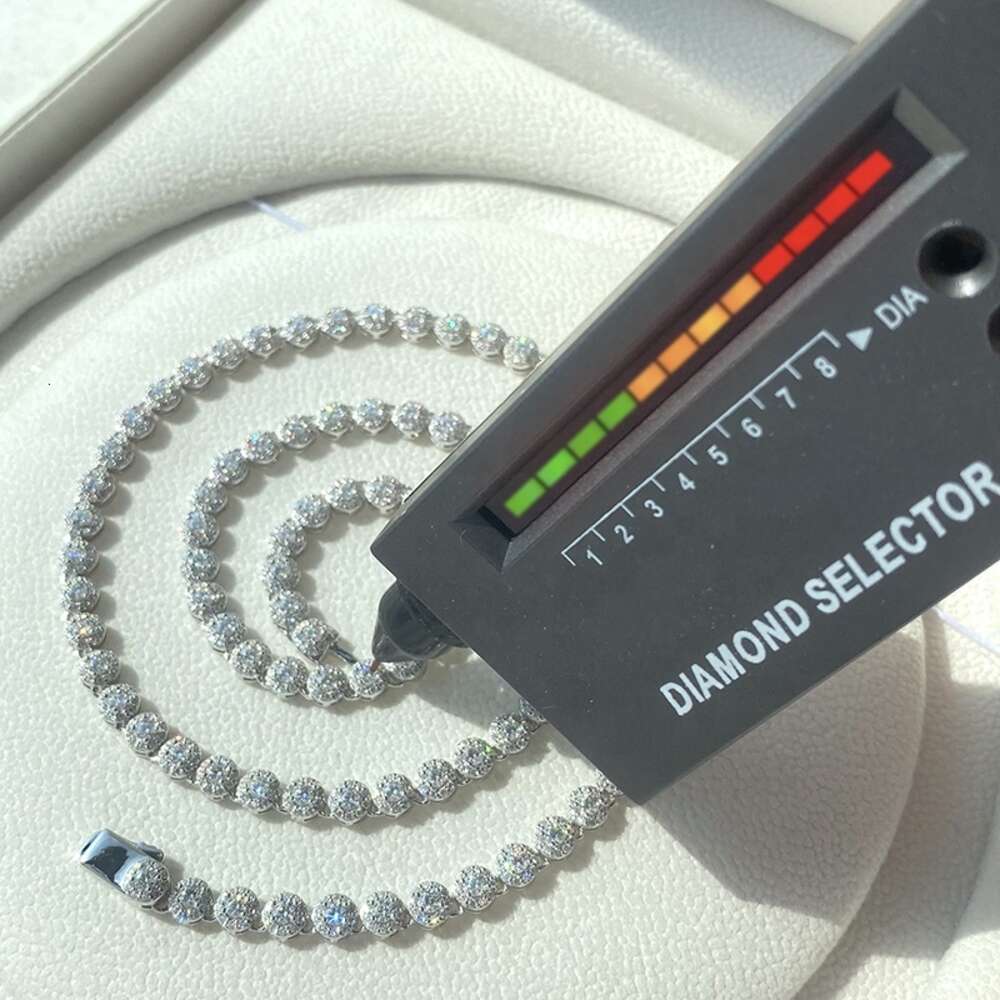 1 2 3 4 5 6 7 8 ▶ DIA
DIAMOND SELECTOR